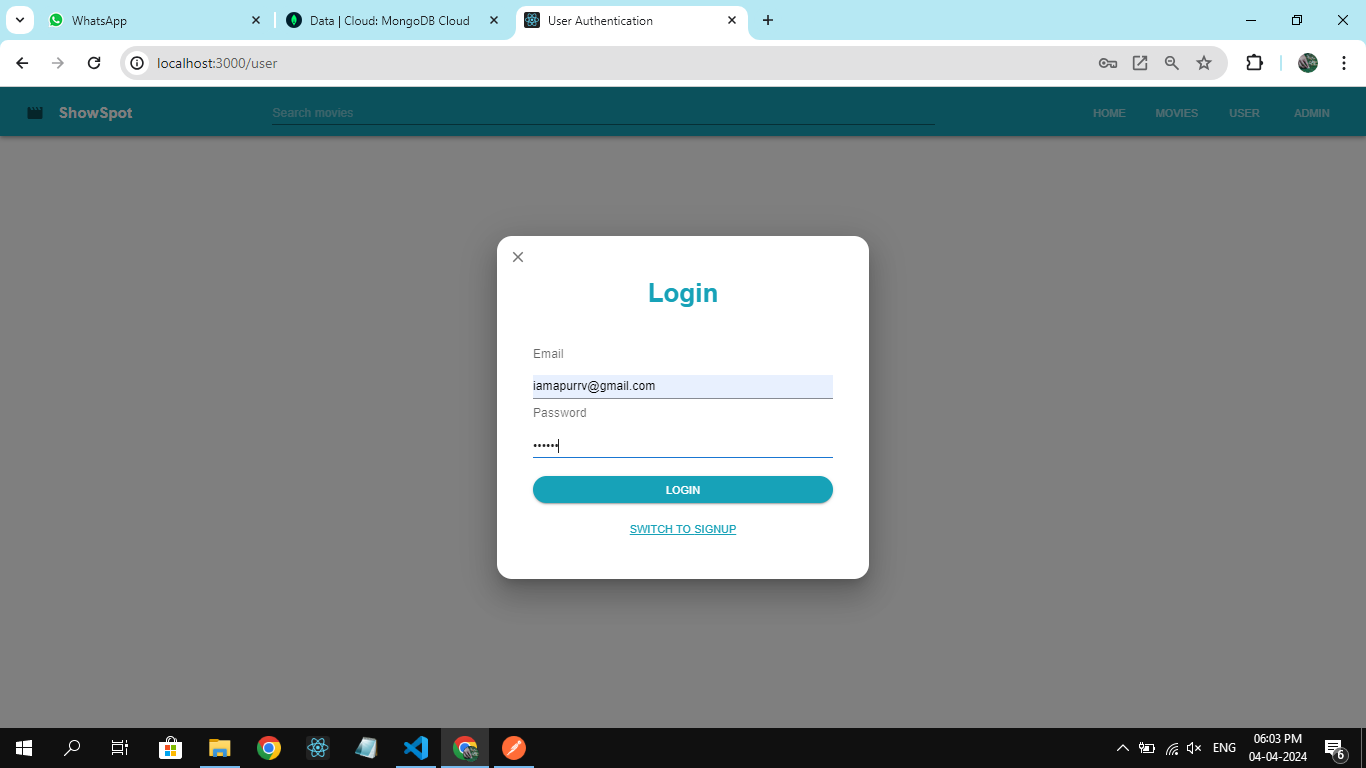 WhatsApp
Data | Cloud: MongoDB Cloud
User Authentication
localhost:3000/user
ShowSpot
Search movies
HOME
MOVIES
USER
ADMIN
Login
Email
iamapurrv@gmail.com
Password
••••••
LOGIN
SWITCH TO SIGNUP
ENG
06:03 PM
04-04-2024
6